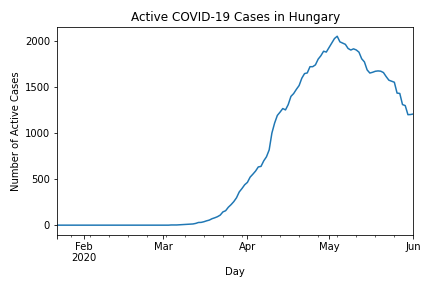 Active COVID-19 Cases in Hungary
Number of Active Cases
2000
1500
1000
500
0
Feb
2020
Mar
Apr
May
Jun
Day